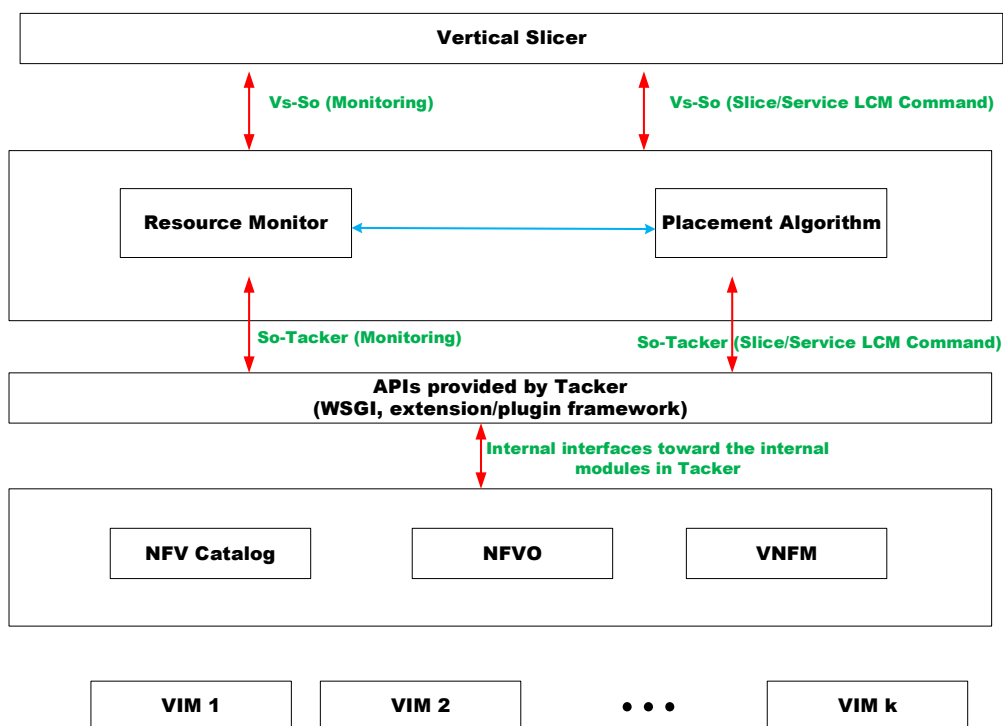 Vertical Slicer
Vs-So (Monitoring)
Vs-So (Slice/Service LCM Command)
Resource Monitor
Placement Algorithm
So-Tacker (Monitoring)
So-Tacker (Slice/Service LCM Command)
APIs provided by Tacker
(WSGI, extension/plugin framework)
Internal interfaces toward the internal
modules in Tacker
NFV Catalog
NFVO
VNFM
VIM 1
VIM 2
• • •
VIM k